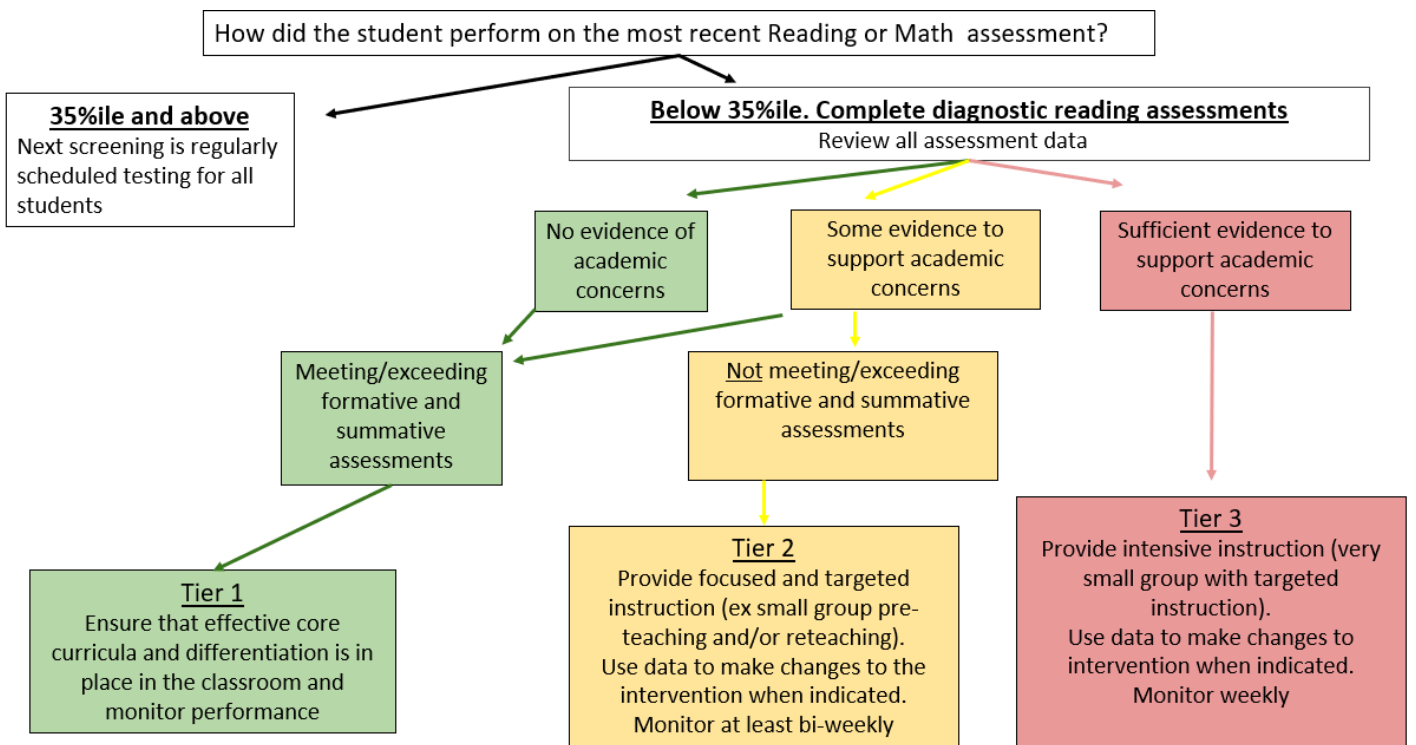 How did the student perform on the most recent Reading or Math  assessment?
35%ile and above
Next screening is regularly
scheduled testing for all
students
Below 35%ile. Complete diagnostic reading assessments
Review all assessment data
No evidence of
academic
concerns
Some evidence to
support academic
concerns
Sufficient evidence to
support academic
concerns
Meeting/exceeding
formative and
summative
assessments
Not meeting/exceeding
formative and summative
assessments
Tier 1
Ensure that effective core
curricula and differentiation is in
place in the classroom and
monitor performance
Tier 2
Provide focused and targeted
instruction (ex small group pre-
teaching and/or reteaching).
Use data to make changes to the
intervention when indicated.
Monitor at least bi-weekly
Tier 3
Provide intensive instruction (very
small group with targeted
instruction).
Use data to make changes to
intervention when indicated.
Monitor weekly